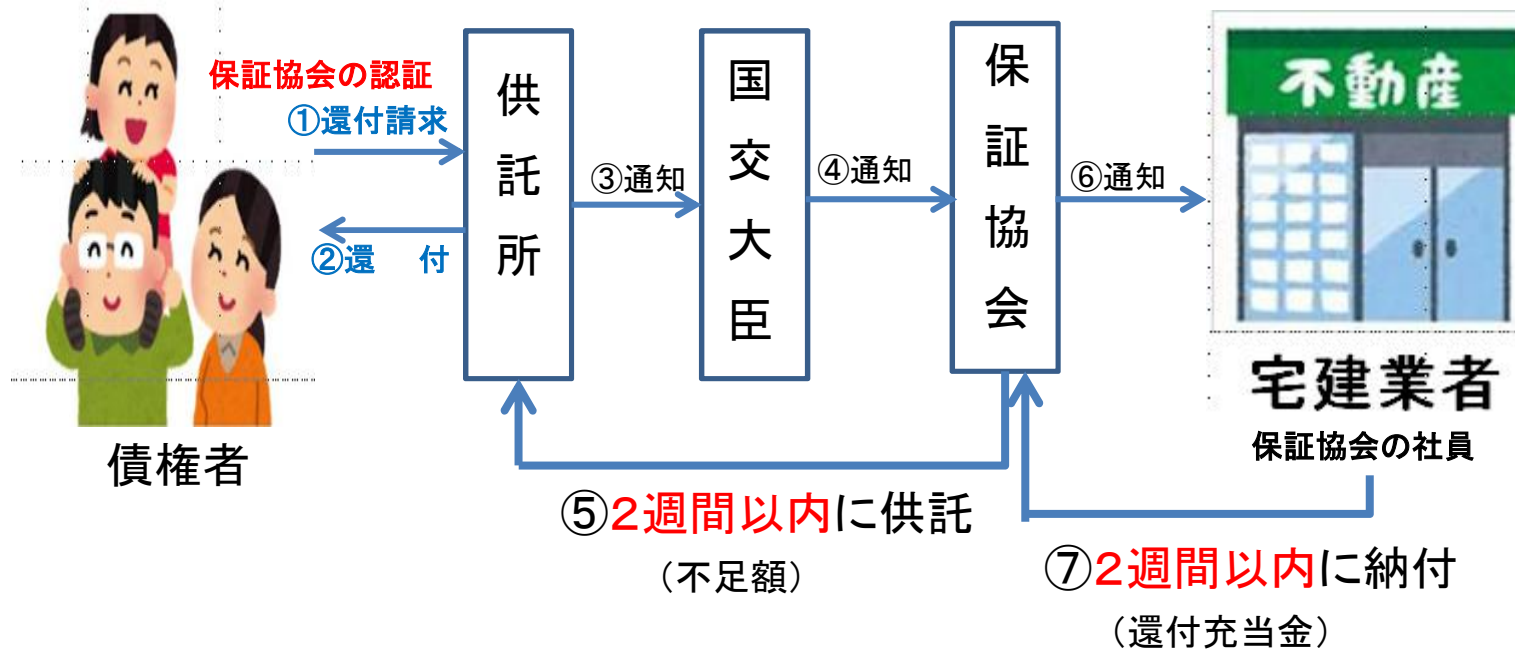 保証協会の認証
①還付請求
②還　付
債権者
供託所
③通知
国交大臣
④通知
保証協会
⑥通知
不動産
宅建業者
保証協会の社員
⑤2週間以内に供託
（不足額）
⑦2週間以内に納付
（還付充当金）